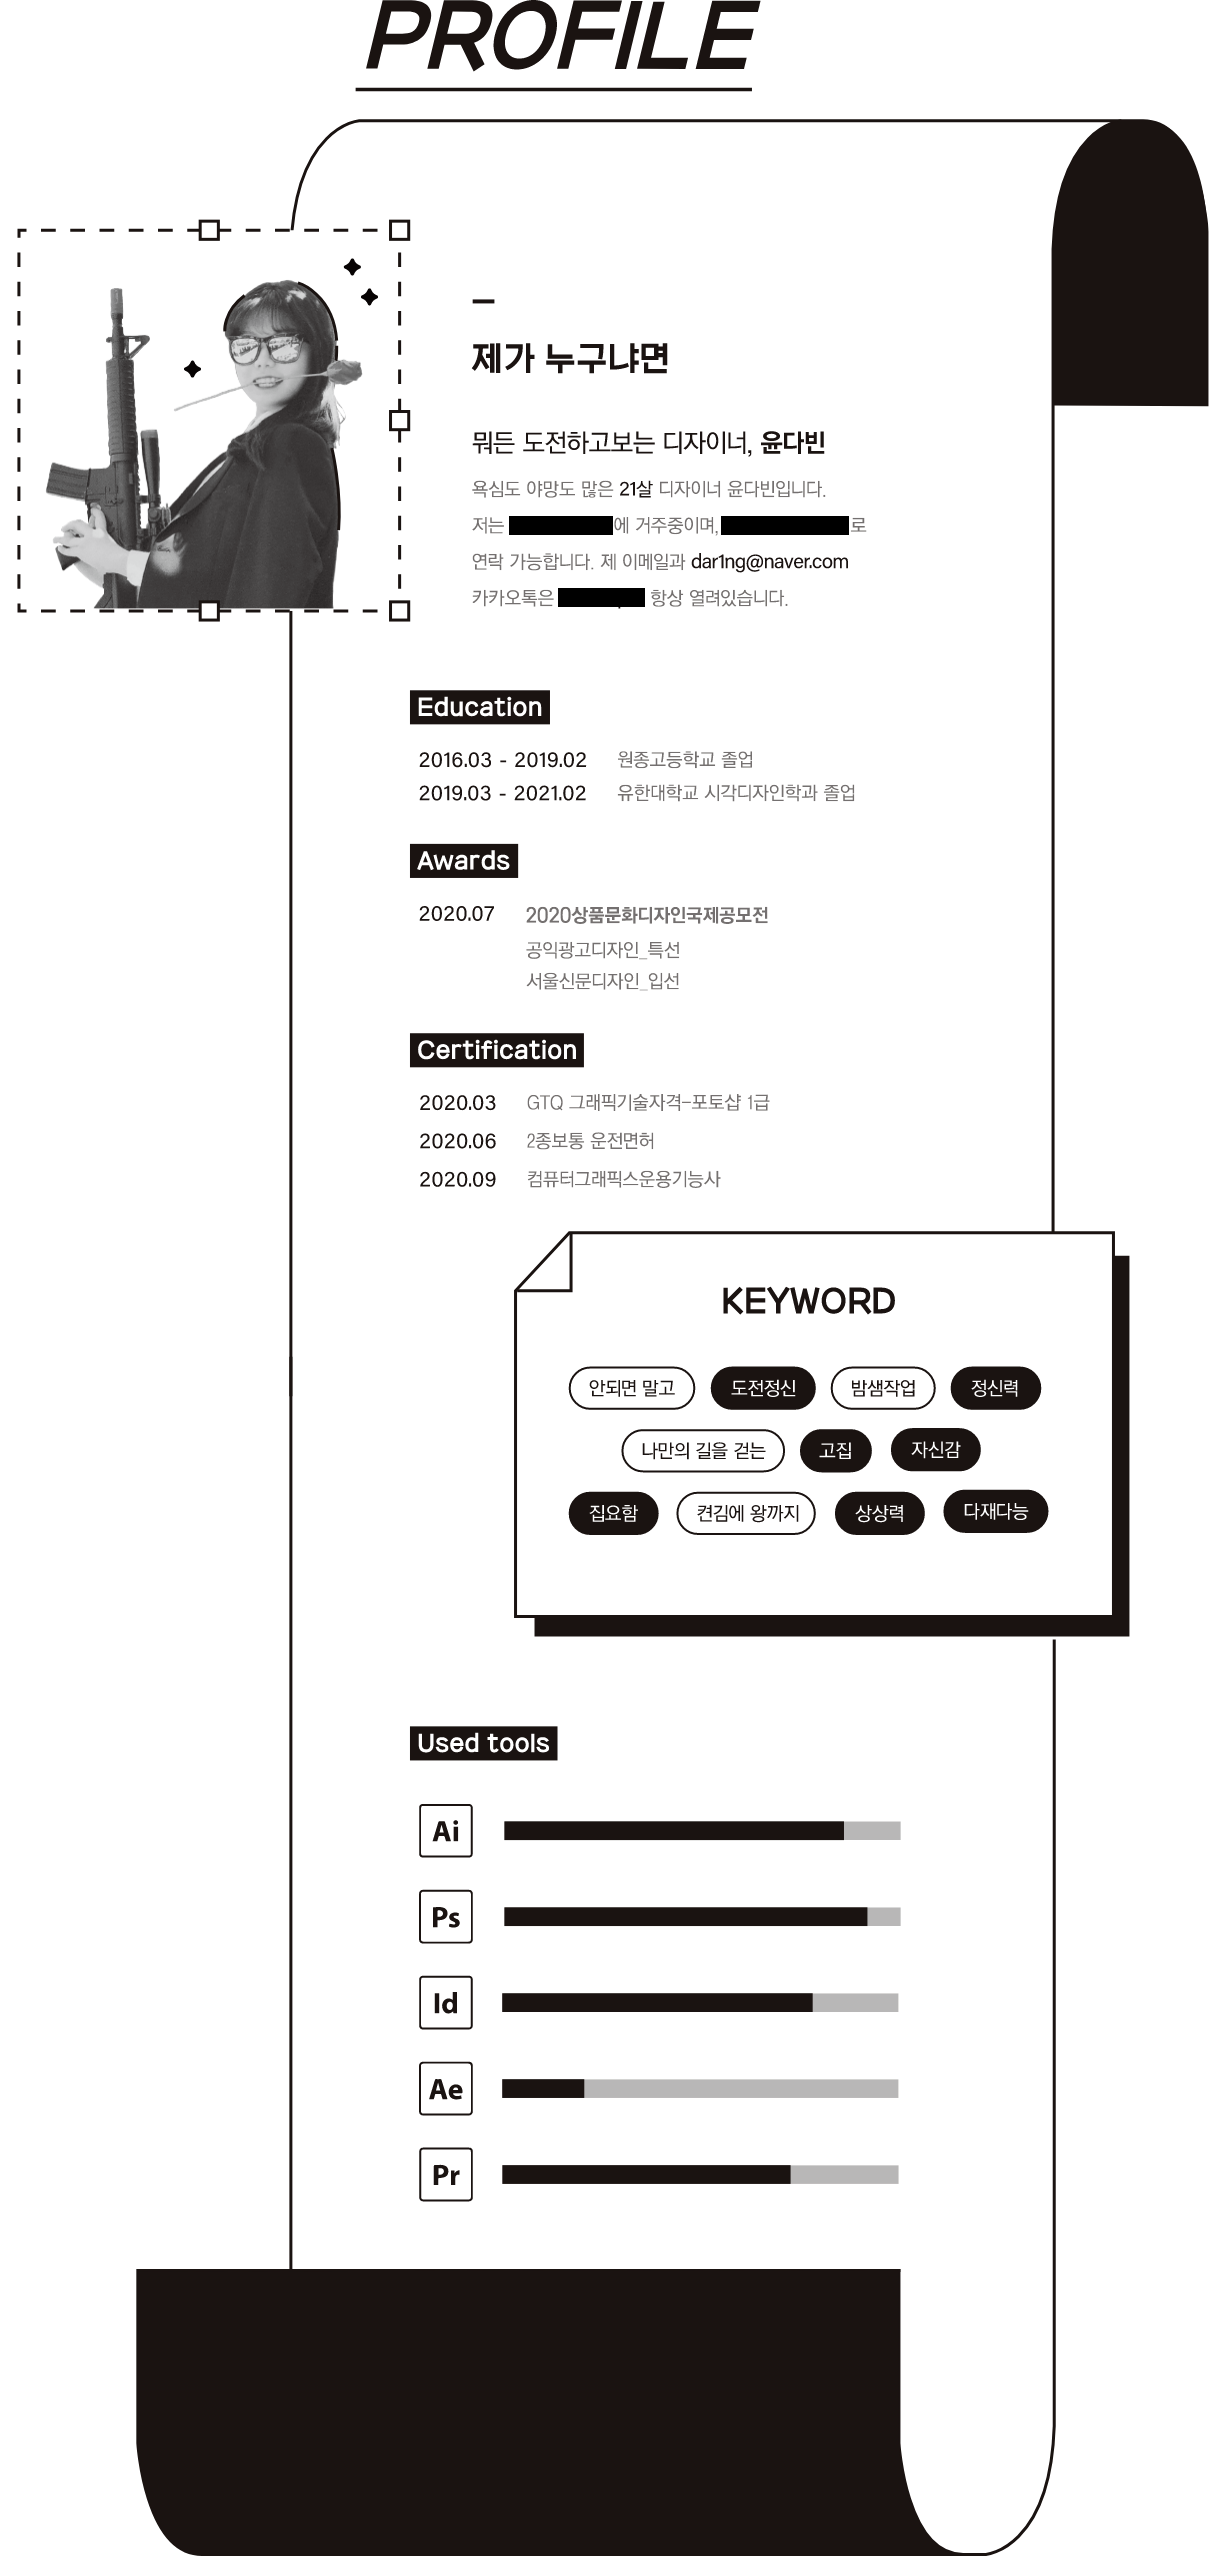 PROFILE
제가 누구냐면
뭐든 도전하고보는 디자이너, 윤다빈
욕심도 야망도 많은 21살 디자이너 윤다빈입니다.
저는 에 거주중이며, 로
연락 가능합니다. 제 이메일과 dar1ng@naver.com
카카오톡은 항상 열려있습니다.
Education
2016.03 - 2019.02 원종고등학교 졸업
2019.03 - 2021.02 유한대학교 시각디자인학과 졸업
Awards
2020.07 2020상품문화디자인국제공모전
공익광고디자인_특선
서울신문디자인_입선
Certification
2020.03 GTQ 그래픽기술자격-포토샵 1급
2020.06 2종보통 운전면허
2020.09 컴퓨터그래픽스운용기능사
KEYWORD
안되면 말고 도전정신 밤샘작업 정신력
나만의 길을 걷는 고집 자신감
집요함 켠김에 왕까지 상상력 다재다능
Used tools
Ai
Ps
Id
Ae
Pr